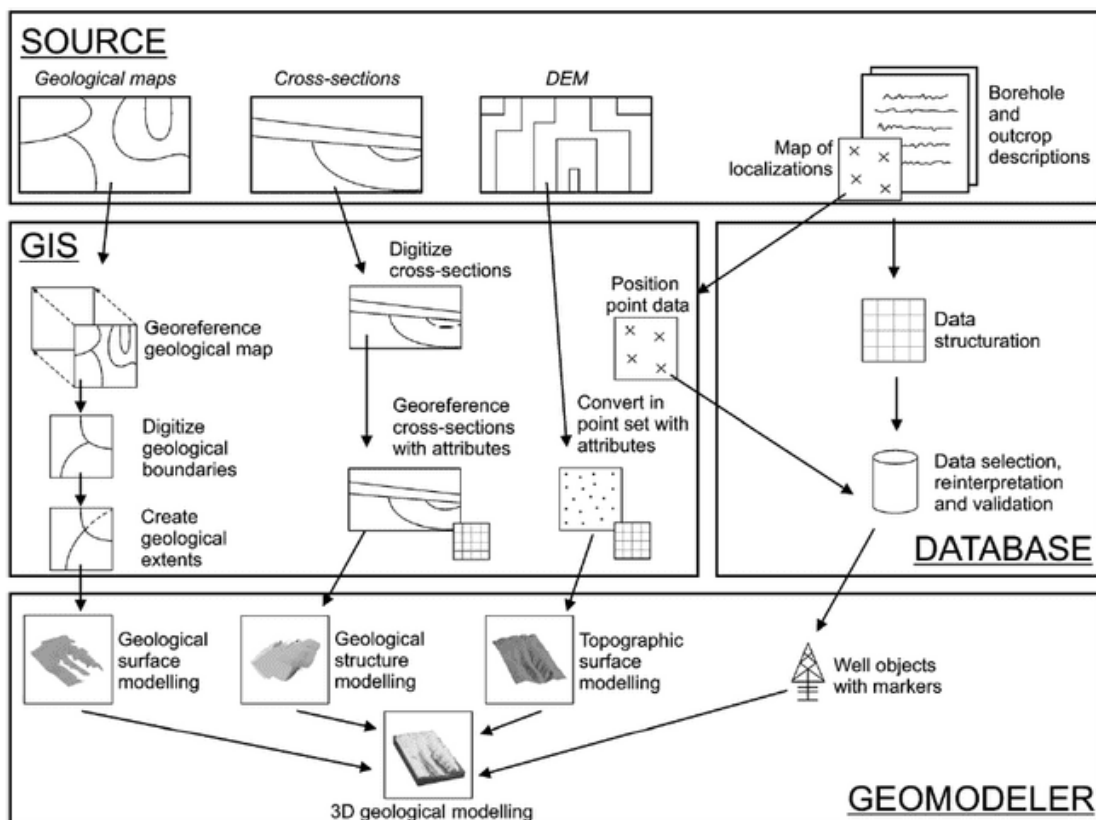 SOURCE
Geological maps
Cross-sections
DEM
Map of
localizations
Borehole
and
outcrop
descriptions
GIS
Georeference
geological map
Digitize
geological
boundaries
Create
geological
extents
Digitize
cross-sections
Georeference
cross-sections
with attributes
Position
point data
Convert in
point set with
attributes
Data
structuration
Data selection,
reinterpretation
and validation
DATABASE
Geological
surface
modelling
Geological
structure
modelling
Topographic
surface
modelling
Well objects
with markers
3D geological modelling
GEOMODELER